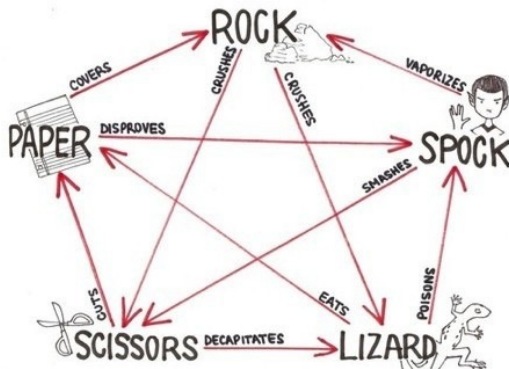 ROCK
COVERS
CRUSHES
CRUSHES
VAPORIZES
PAPER
DISPROVES
SPOCK
SMASHES
CUTS
EATS
POISONS
SCISSORS
DECAPITATES
LIZARD